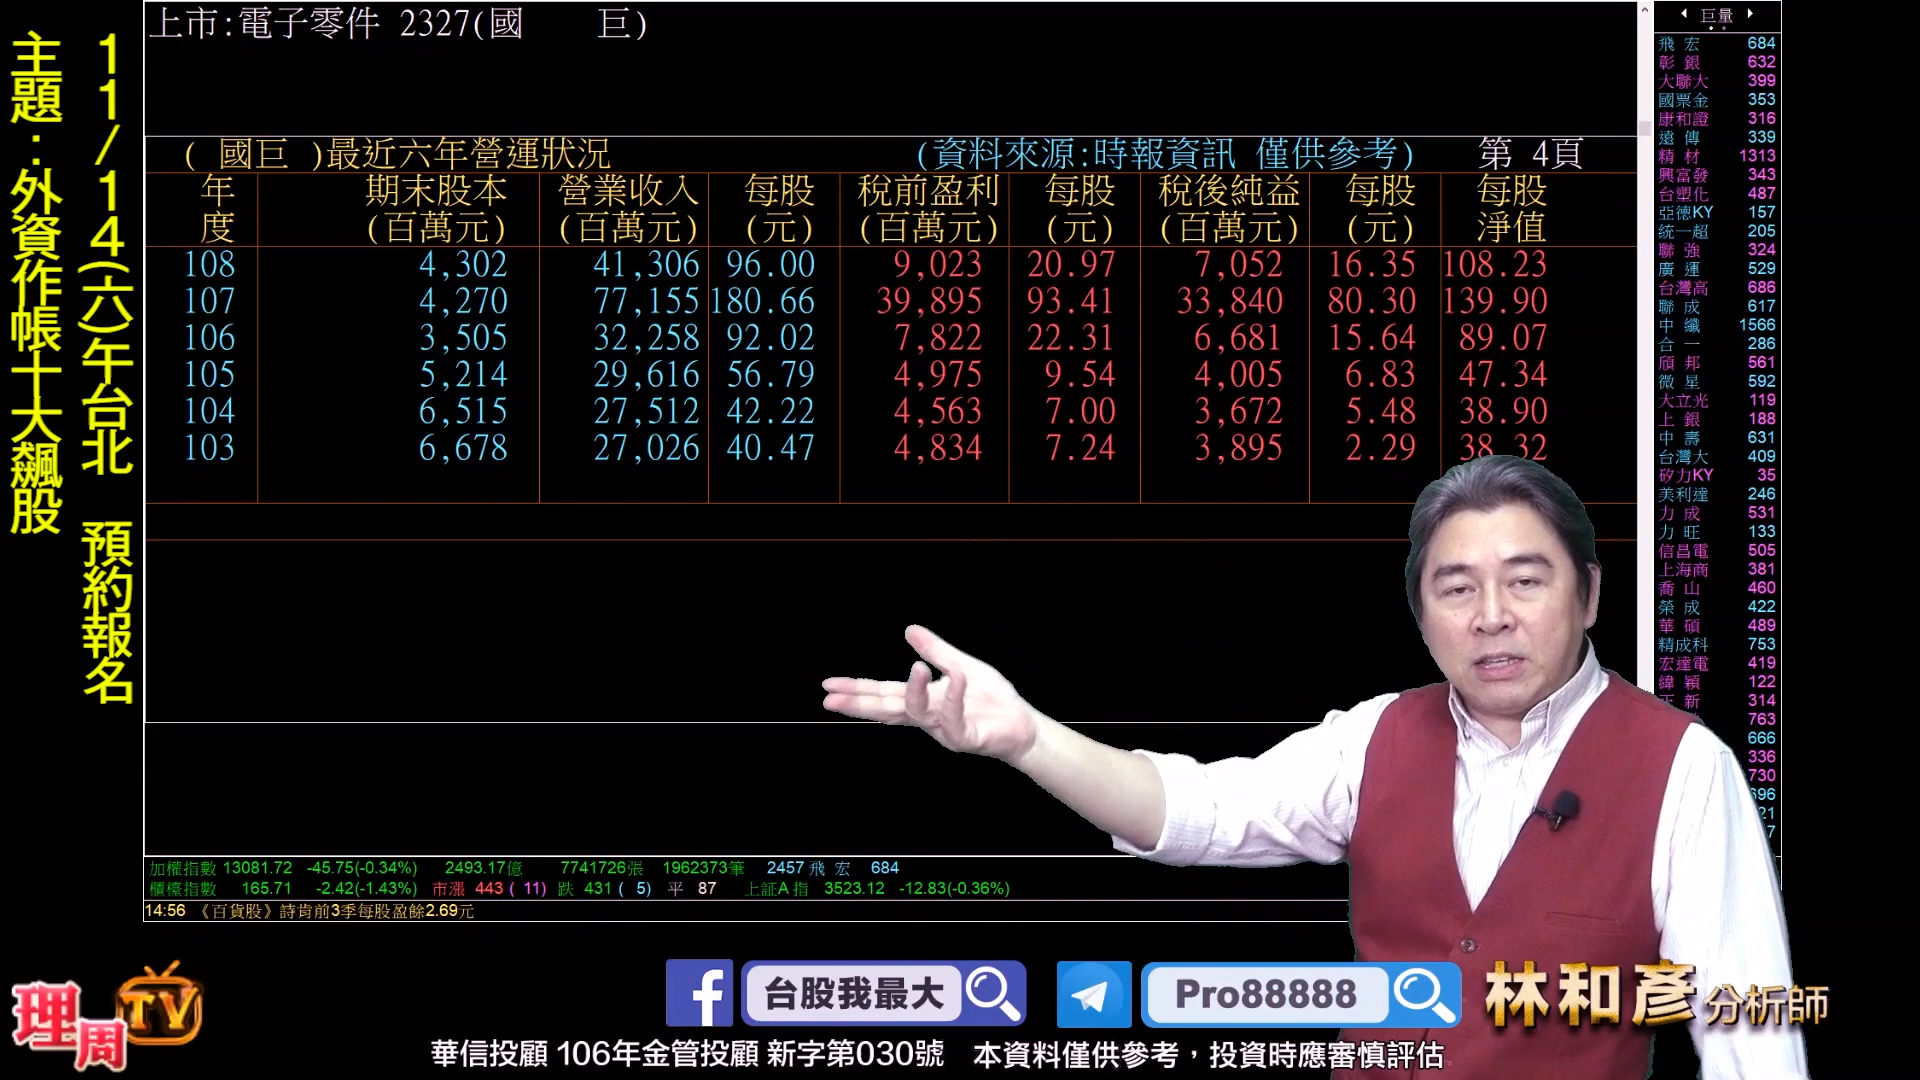 11/14(六)午台北 預約報名
主題:外資作帳十大飆股
上市:電子零件 2327(國 巨)
( 國巨 )最近六年營運狀況 (資料來源:時報資訊 僅供參考) 第 4頁
年度 期末股本(百萬元) 營業收入(百萬元) 每股(元) 稅前盈利(百萬元) 每股(元) 稅後純益(百萬元) 每股(元) 每股淨值
108 4,302 41,306 96.00 9,023 20.97 7,052 16.35 108.23
107 4,270 77,155 180.66 39,895 93.41 33,840 80.30 139.90
106 3,505 32,258 92.02 7,822 22.31 6,681 15.64 89.07
105 5,214 29,616 56.79 4,975 9.54 4,005 6.83 47.34
104 6,515 27,512 42.22 4,563 7.00 3,672 5.48 38.90
103 6,678 27,026 40.47 4,834 7.24 3,895 2.29 38.32
巨量
飛宏 684
彰銀 632
大聯大 399
國票金 353
康和證 316
遠傳 339
精材 1313
興富發 343
台塑化 487
亞德KY 157
統一超 205
聯強 324
廣運 529
台灣高 686
聯成 617
中纖 1566
合一 286
頎邦 561
微星 592
大立光 119
上銀 188
中壽 631
台灣大 409
矽力KY 35
美利達 246
力成 531
力旺 133
信昌電 505
上海商 381
喬山 460
榮成 422
華碩 489
精成科 753
宏達電 419
緯穎 122
正新 314
763
666
336
730
加權指數 13081.72 -45.75(-0.34%) 2493.17億 7741726張 1962373筆 2457 飛宏 684
櫃檯指數 165.71 -2.42(-1.43%) 市漲 443 ( 11) 跌 431 ( 5) 平 87 上証A指 3523.12 -12.83(-0.36%)
14:56 《百貨股》詩肯前3季每股盈餘2.69元
理周TV
台股我最大
Pro88888
林和彥 分析師
華信投顧 106年金管投顧 新字第030號 本資料僅供參考，投資時應審慎評估